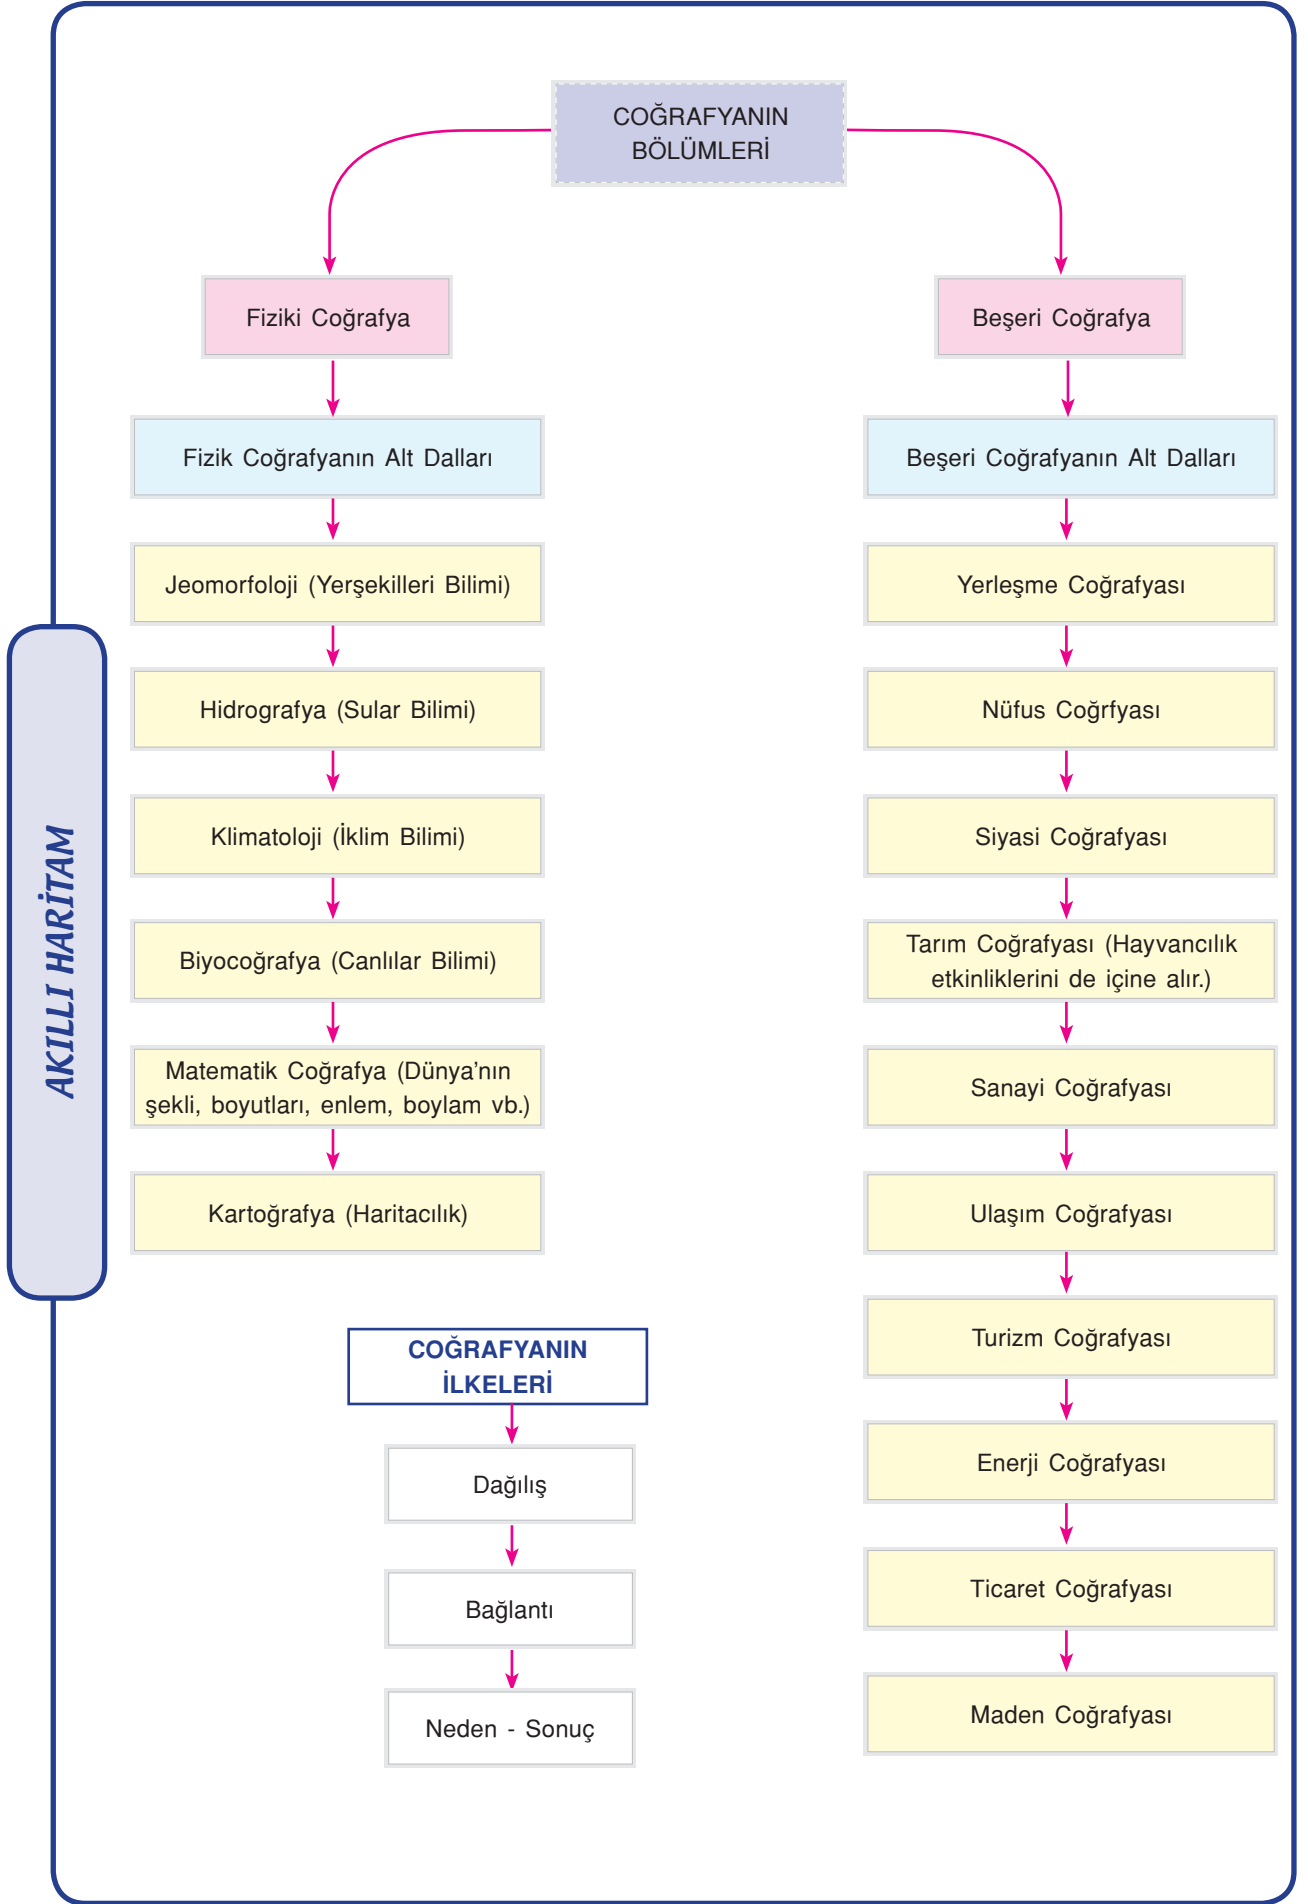 COĞRAFYANIN
BÖLÜMLERİ
Fiziki Coğrafya
Fizik Coğrafyanın Alt Dalları
Jeomorfoloji (Yerşekilleri Bilimi)
Hidrografya (Sular Bilimi)
Klimatoloji (İklim Bilimi)
Biyocoğrafya (Canlılar Bilimi)
Matematik Coğrafya (Dünya’nın
şekli, boyutları, enlem, boylam vb.)
Kartoğrafya (Haritacılık)
Beşeri Coğrafya
Beşeri Coğrafyanın Alt Dalları
Yerleşme Coğrafyası
Nüfus Coğrfyası
Siyasi Coğrafyası
Tarım Coğrafyası (Hayvancılık
etkinliklerini de içine alır.)
Sanayi Coğrafyası
Ulaşım Coğrafyası
Turizm Coğrafyası
Enerji Coğrafyası
Ticaret Coğrafyası
Maden Coğrafyası
COĞRAFYANIN
İLKELERİ
Dağılış
Bağlantı
Neden - Sonuç
AKILLI HARİTAM